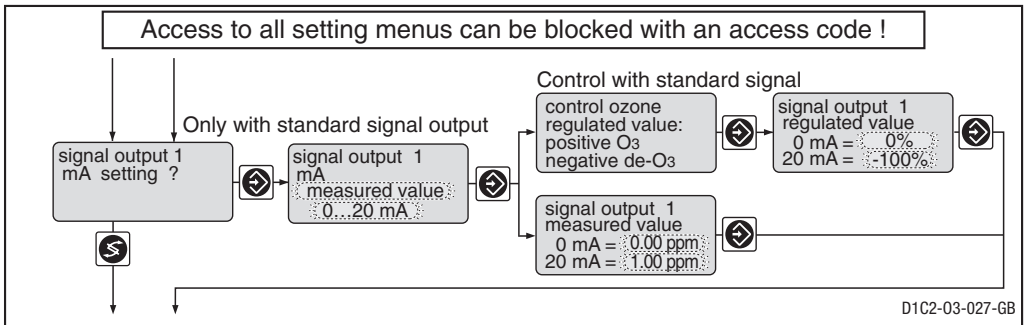 Access to all setting menus can be blocked with an access code !
Control with standard signal
Only with standard signal output
signal output 1
mA setting ?
signal output 1
mA
measured value
0...20 mA
control ozone
regulated value:
positive O3
negative de-O3
signal output 1
regulated value
0 mA = 0%
20 mA = -100%
signal output 1
measured value
0 mA = 0.00 ppm
20 mA = 1.00 ppm
D1C2-03-027-GB